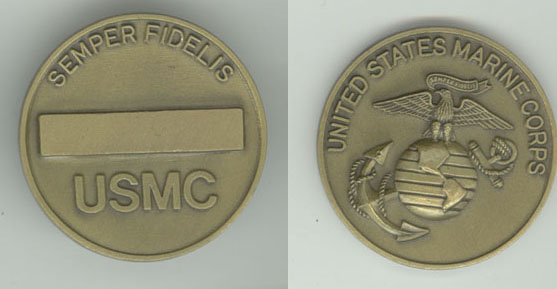 SEMPER FIDELIS
USMC
UNITED STATES MARINE CORPS